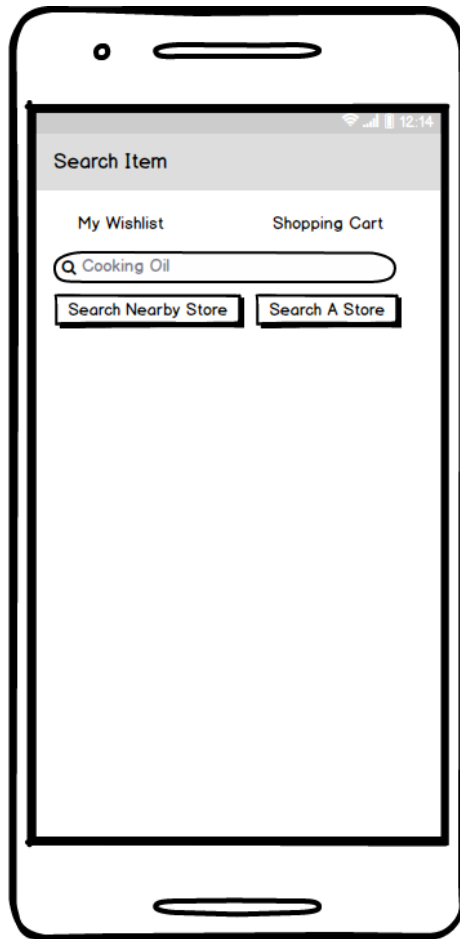 12:14
Search Item
My Wishlist Shopping Cart
Cooking Oil
Search Nearby Store Search A Store